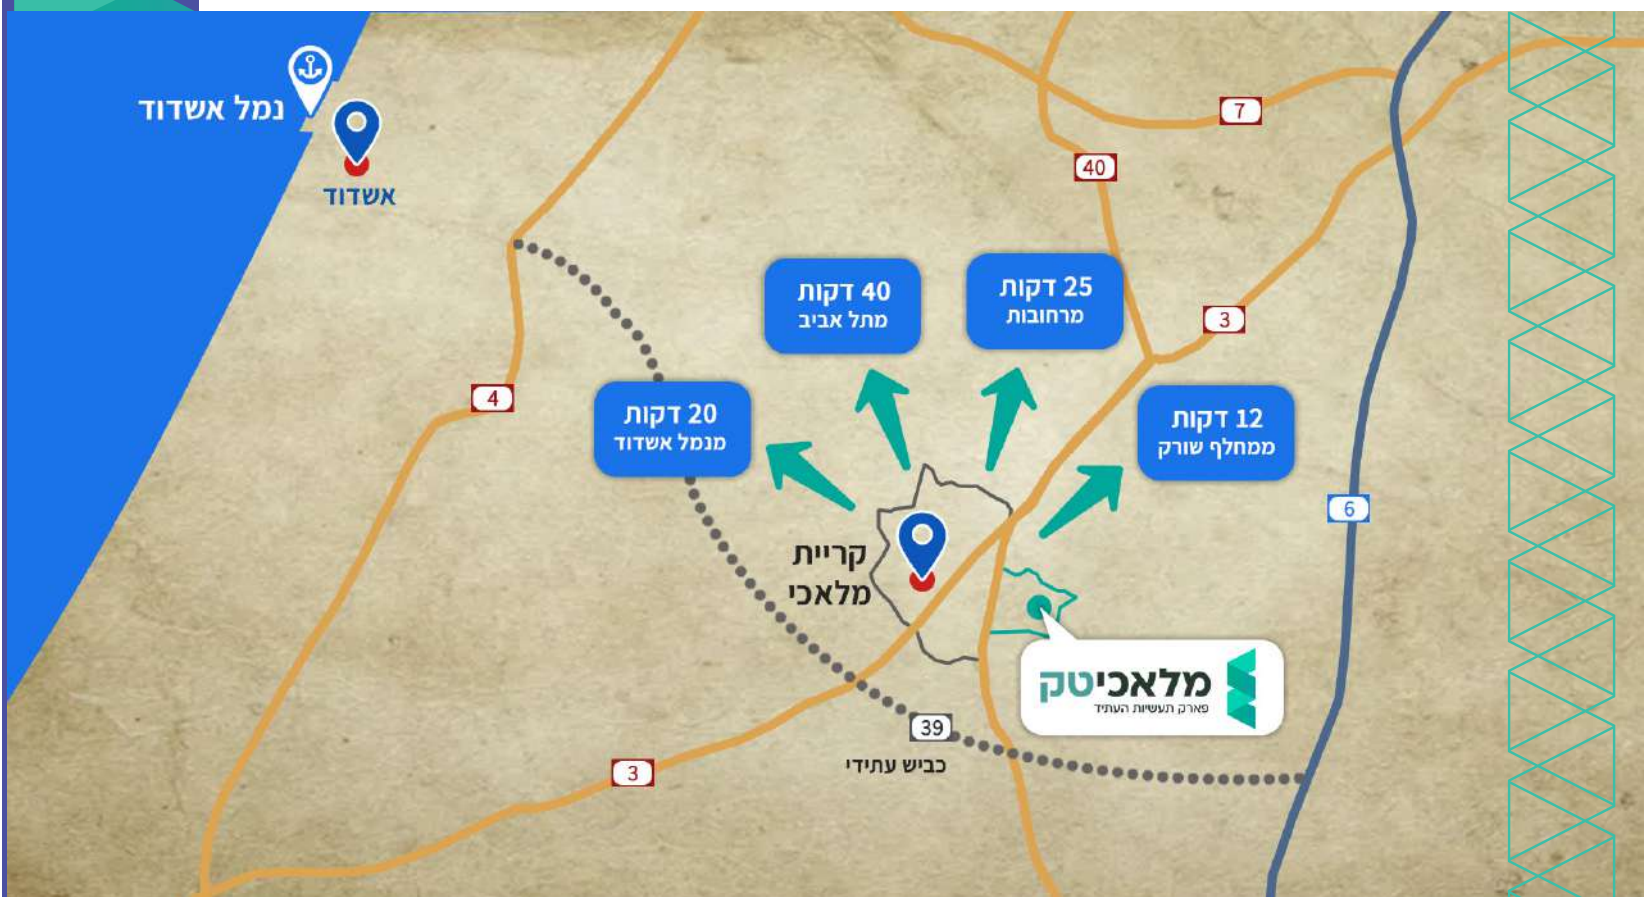 נמל אשדוד
אשדוד
7
40
40 דקות
מתל אביב
25 דקות
מרחובות
3
4
20 דקות
מנמל אשדוד
12 דקות
ממחלף שורק
6
קריית
מלאכי
מלאכיטק
פארק תעשיות העתיד
39
כביש עתידי
3